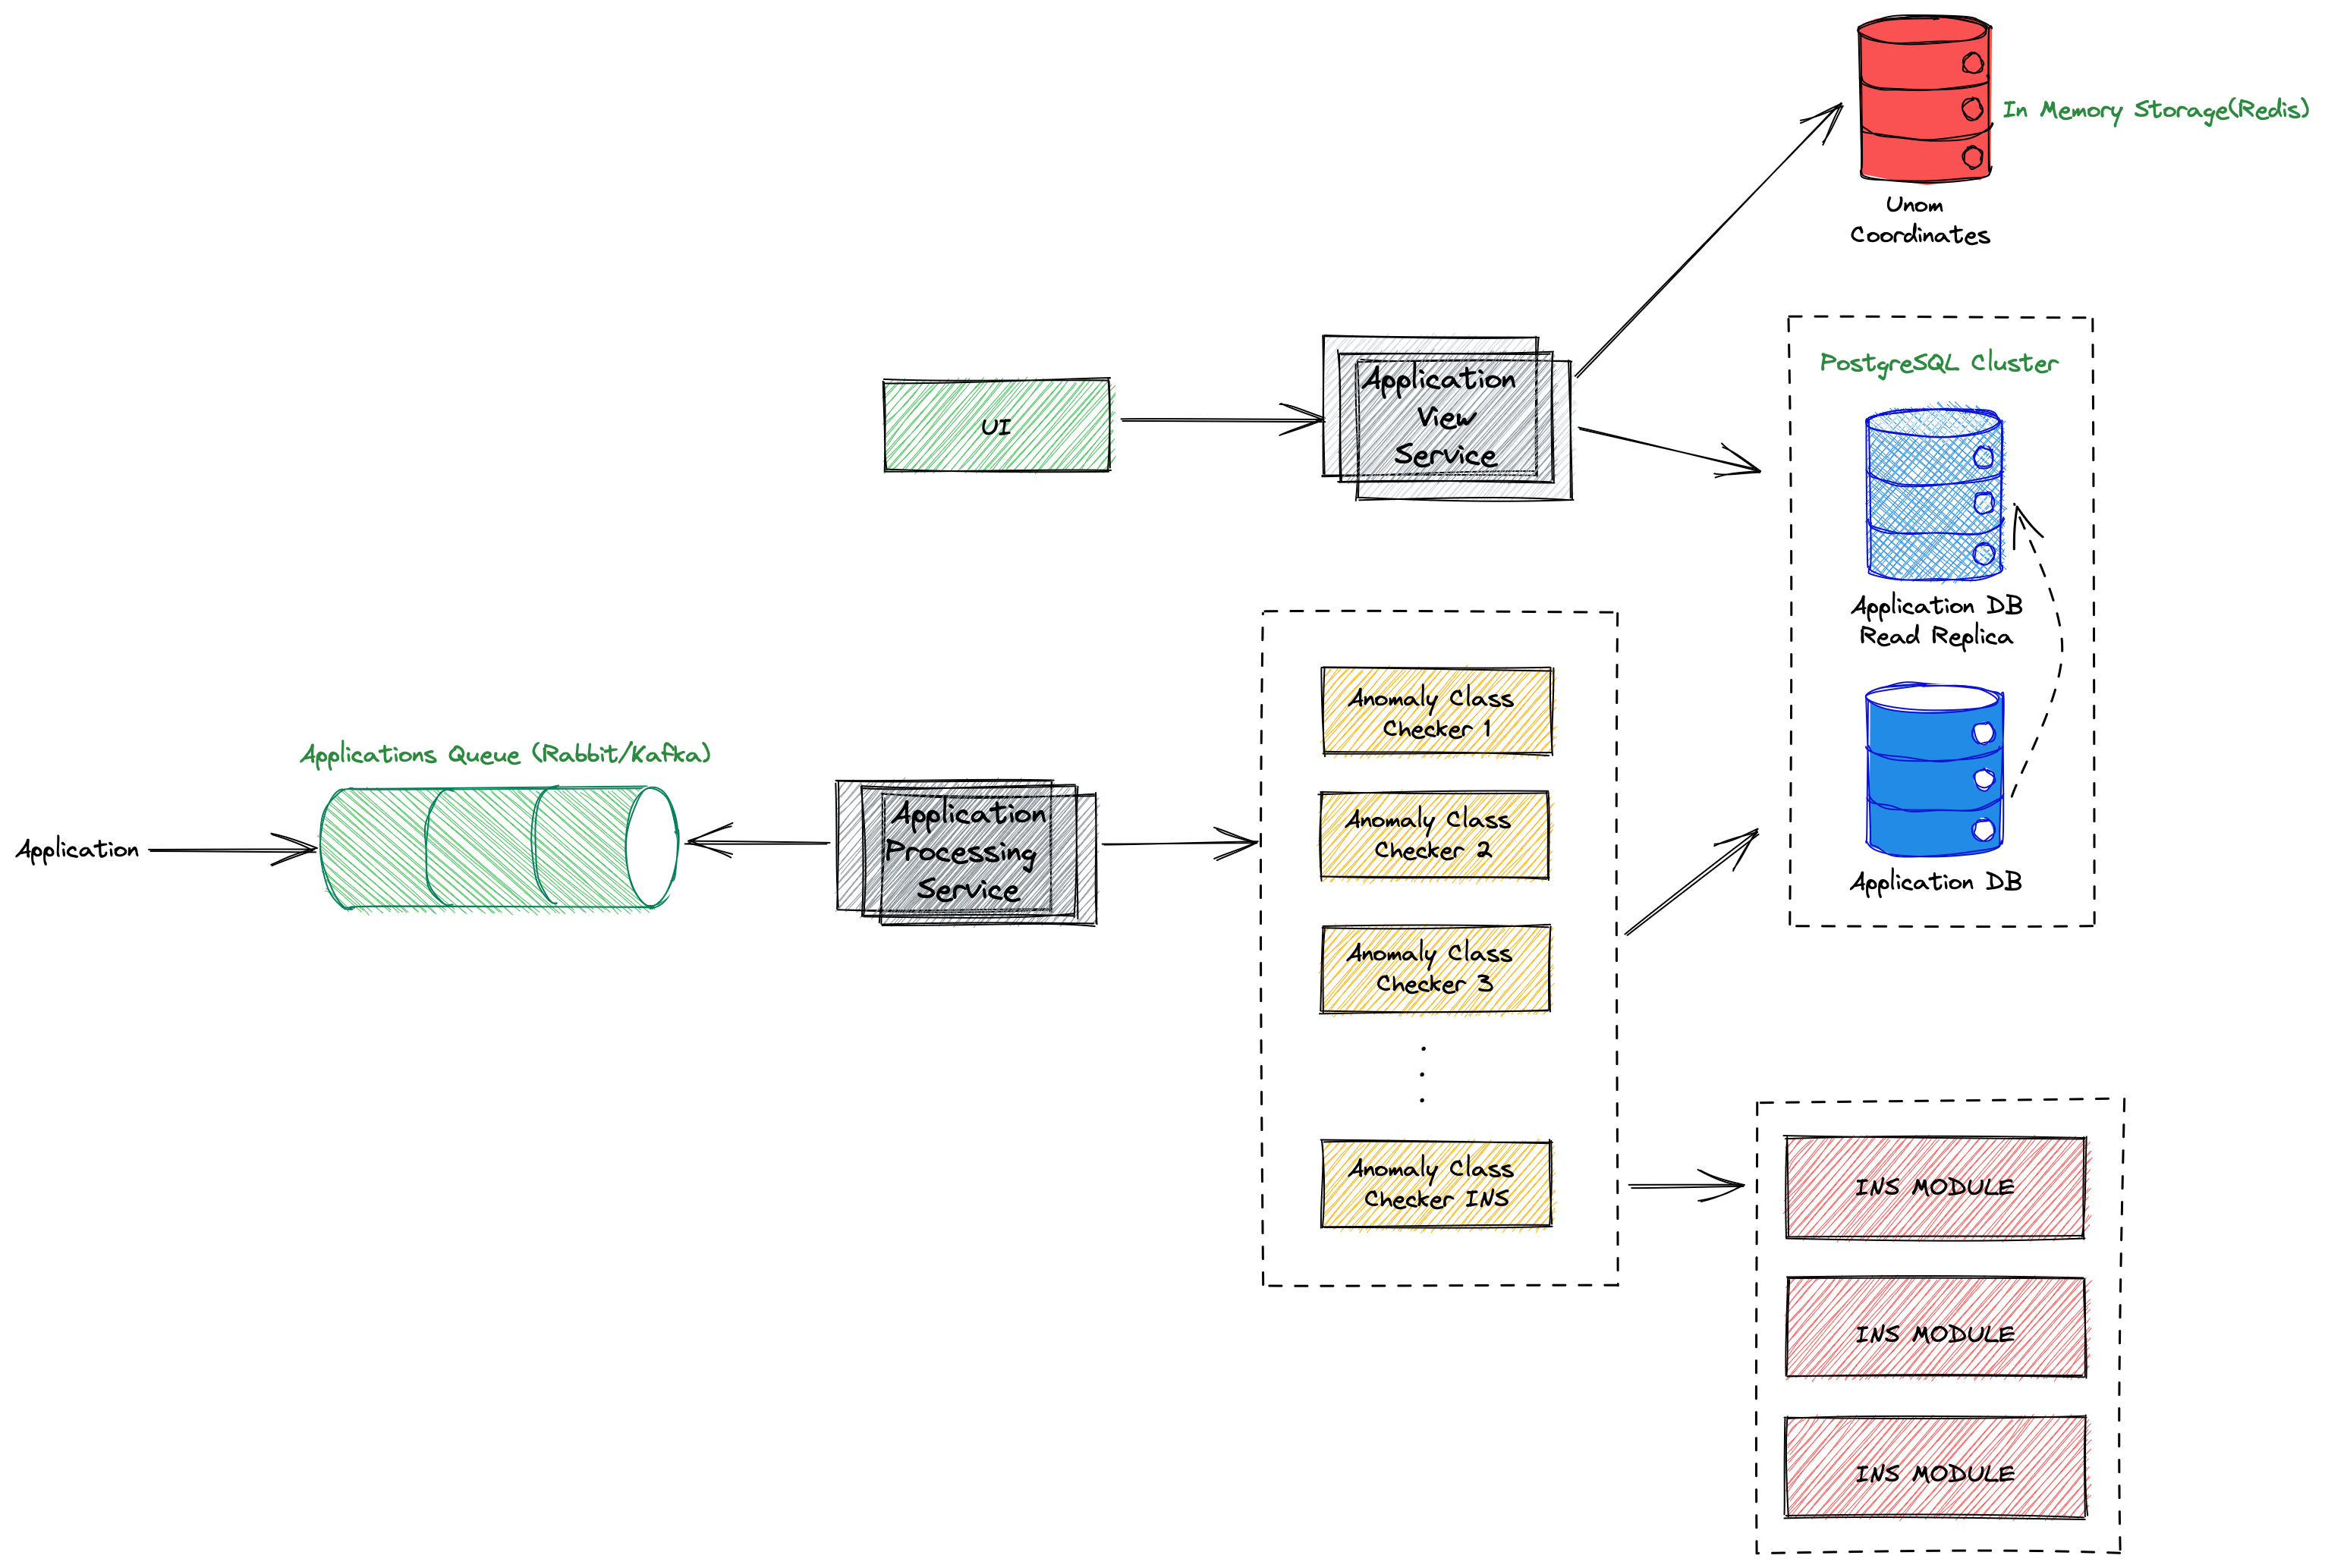 In Memory Storage(Redis)
Unom
Coordinates
PostgreSQL Cluster
UI
Application
View
Service
Application DB
Read Replica
Anomaly Class
Checker 1
Applications Queue (Rabbit/Kafka)
Application
Application
Processing
Service
Anomaly Class
Checker 2
Application DB
Anomaly Class
Checker 3
.
.
.
Anomaly Class
Checker INS
INS MODULE
INS MODULE
INS MODULE